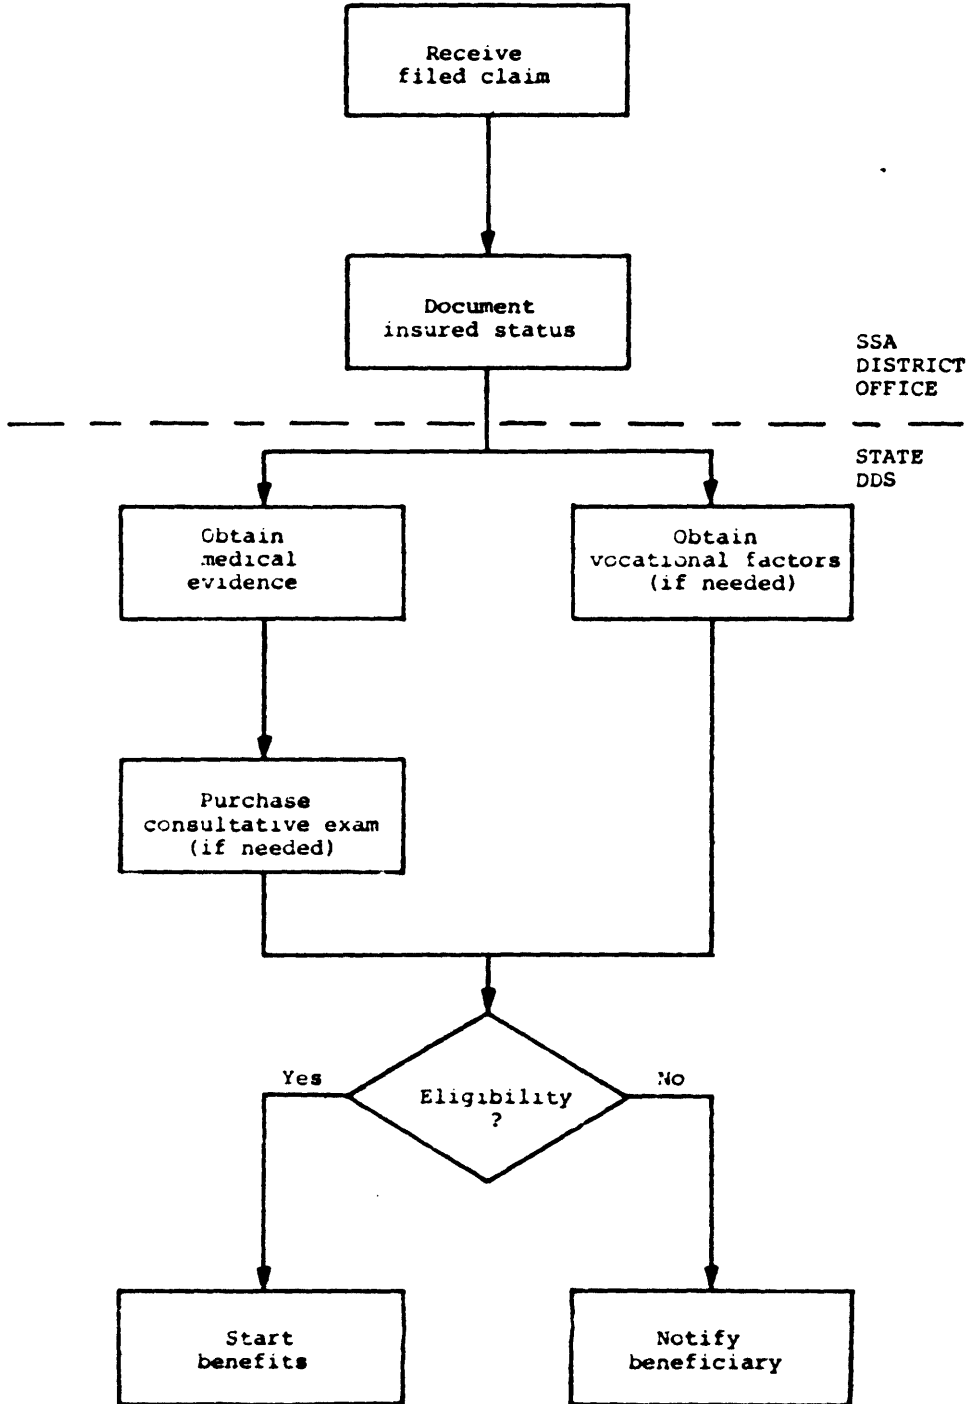 Receive
filed claim
Document
insured status
SSA
DISTRICT
OFFICE
STATE
DDS
Obtain
medical
evidence
Obtain
vocational factors
(if needed)
Purchase
consultative exam
(if needed)
Yes
No
Eligibility
?
Start
benefits
Notify
beneficiary